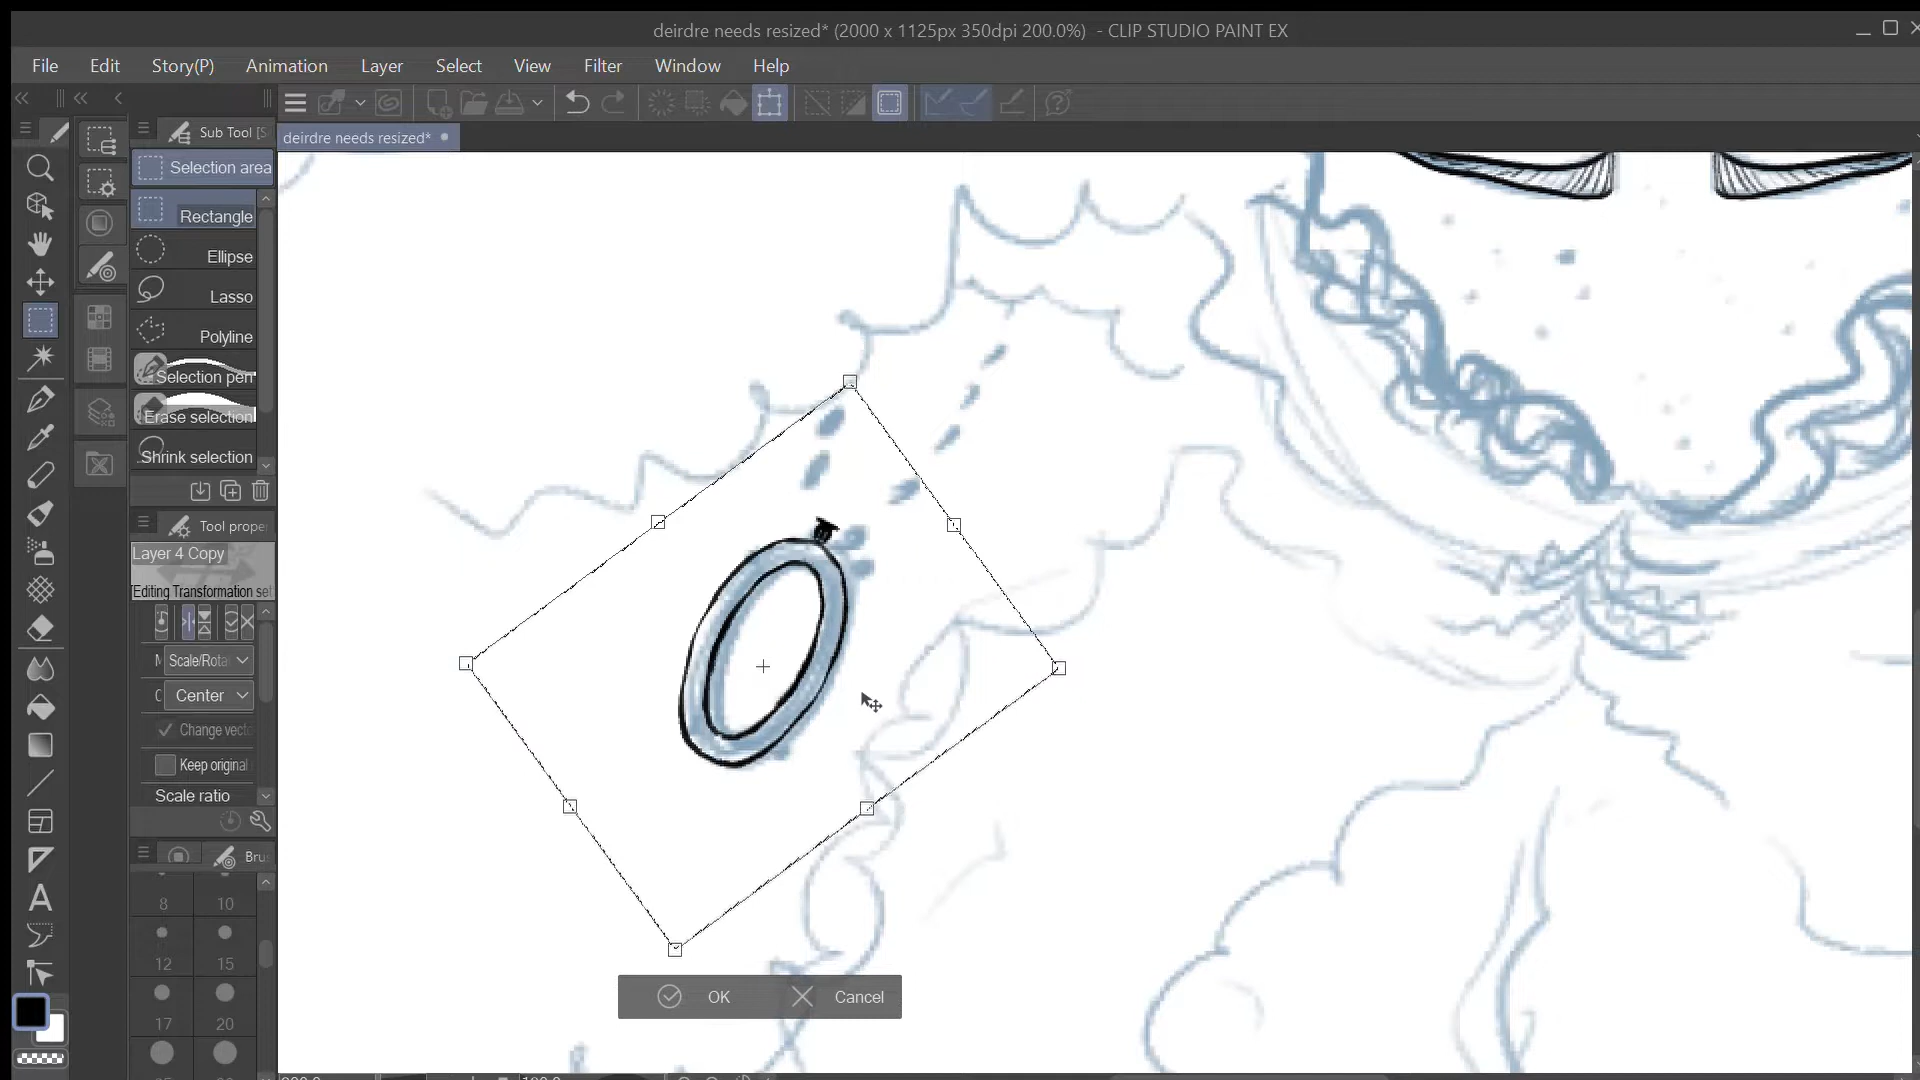 deirdre needs resized* (2000 x 1125px 350dpi 200.0%) - CLIP STUDIO PAINT EX
File Edit Story(P) Animation Layer Select View Filter Window Help
Sub Tool [S
deirdre needs resized*
Selection area
Rectangle
Ellipse
Lasso
Polyline
Selection pen
Erase selection
Shrink selection
Tool proper
Layer 4 Copy
[Editing Transformation set
Scale/Rota
Center
Change vecto
Keep original
Scale ratio
Bru
8 10
12 15
17 20
OK Cancel